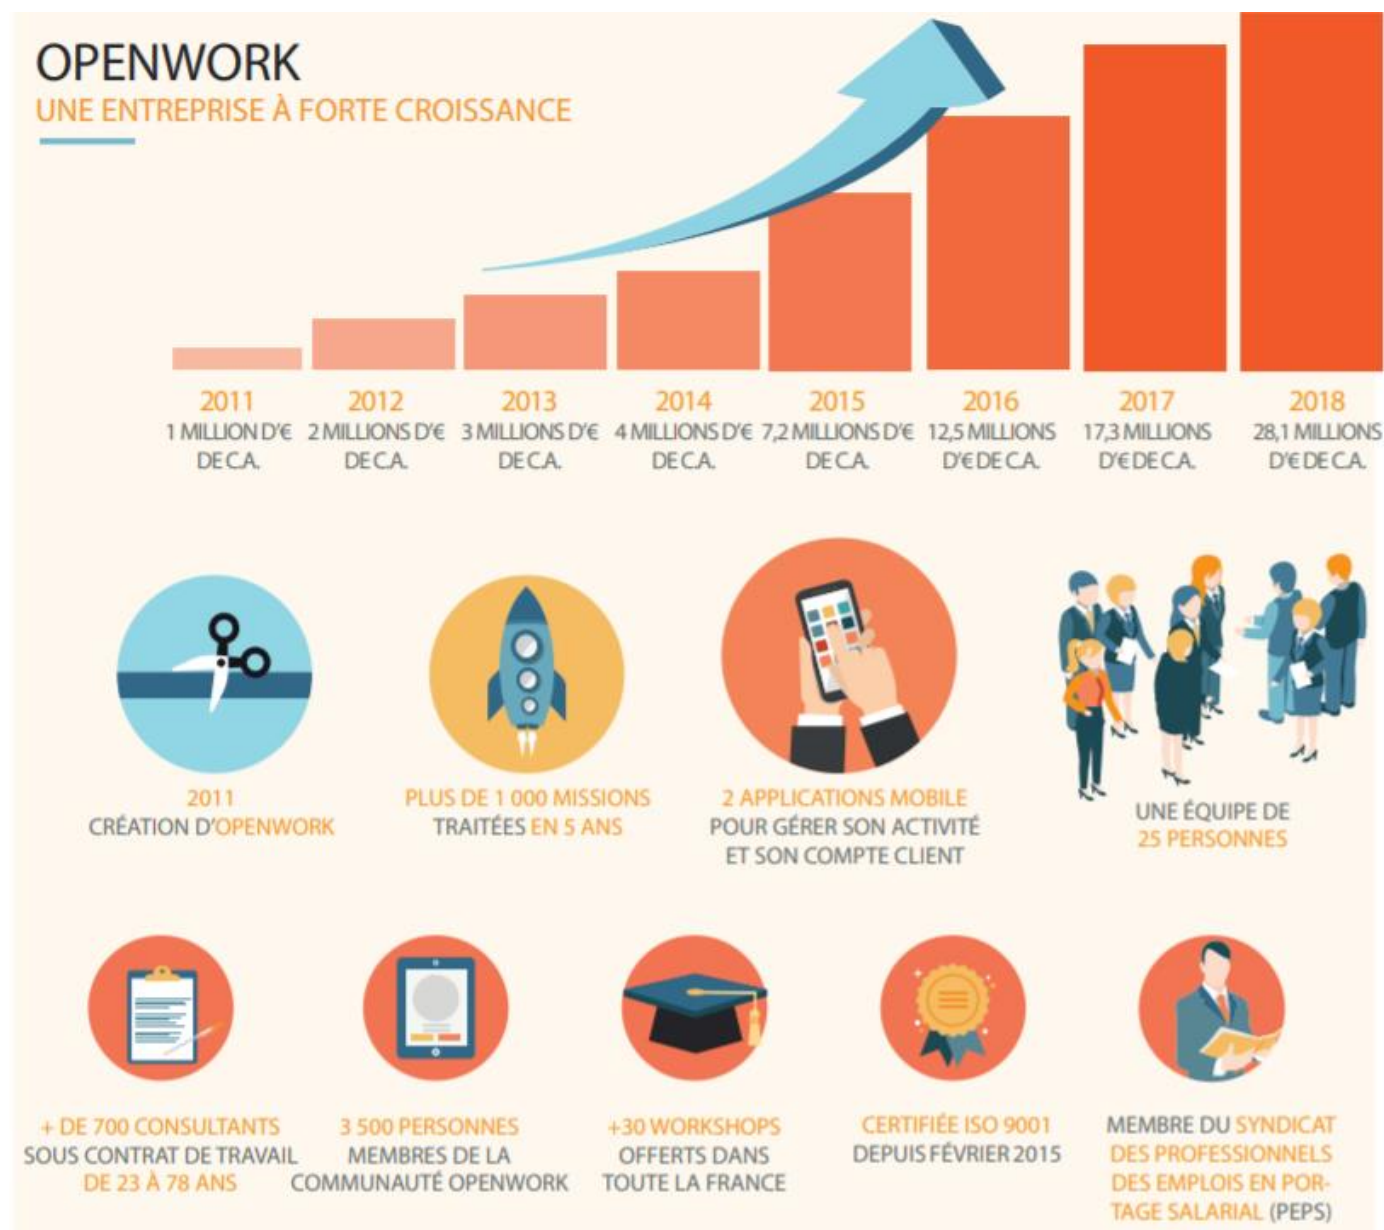 OPENWORK
UNE ENTREPRISE À FORTE CROISSANCE
2011
1 MILLION D'€
DE C.A.
2012
2 MILLIONS D'€
DE C.A.
2013
3 MILLIONS D'€
DE C.A.
2014
4 MILLIONS D'€
DE C.A.
2015
7,2 MILLIONS D'€
DE C.A.
2016
12,5 MILLIONS
D'€ DE C.A.
2017
17,3 MILLIONS
D'€ DE C.A.
2018
28,1 MILLIONS
D'€ DE C.A.
2011
CRÉATION D'OPENWORK
PLUS DE 1 000 MISSIONS
TRAITÉES EN 5 ANS
2 APPLICATIONS MOBILE
POUR GÉRER SON ACTIVITÉ
ET SON COMPTE CLIENT
UNE ÉQUIPE DE
25 PERSONNES
+ DE 700 CONSULTANTS
SOUS CONTRAT DE TRAVAIL
DE 23 À 78 ANS
3 500 PERSONNES
MEMBRES DE LA
COMMUNAUTÉ OPENWORK
+30 WORKSHOPS
OFFERTS DANS
TOUTE LA FRANCE
CERTIFIÉE ISO 9001
DEPUIS FÉVRIER 2015
MEMBRE DU SYNDICAT
DES PROFESSIONNELS
DES EMPLOIS EN POR-
TAGE SALARIAL (PEPS)